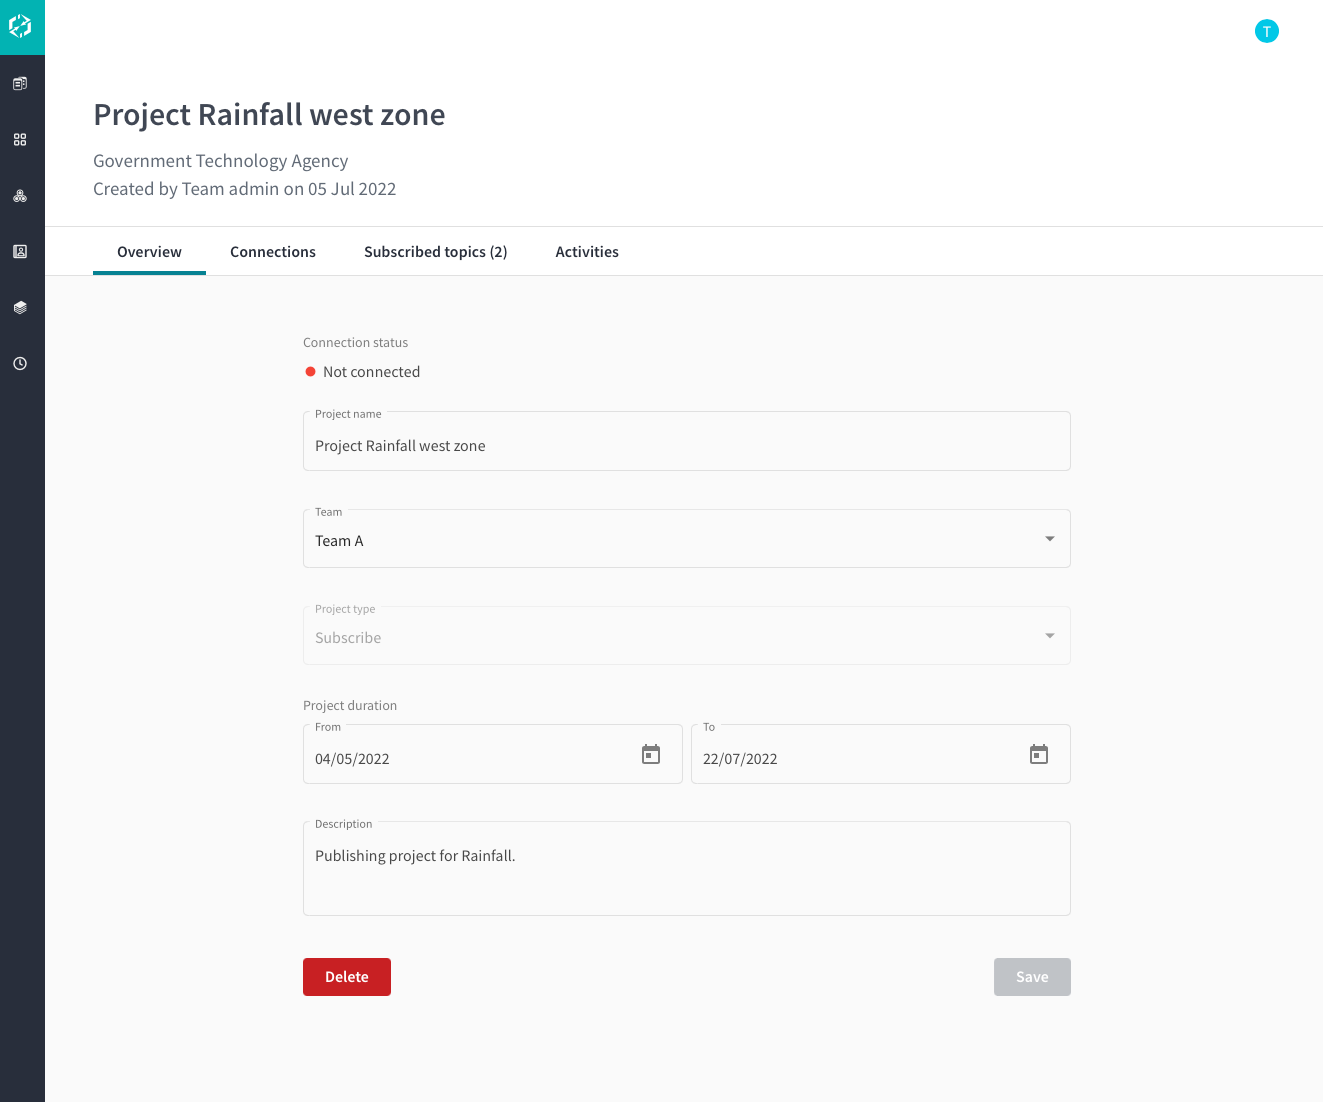 T
Project Rainfall west zone
Government Technology Agency
Created by Team admin on 05 Jul 2022
Overview
Connections
Subscribed topics (2)
Activities
Connection status
Not connected
Project name
Project Rainfall west zone
Team
Team A
Project type
Subscribe
Project duration
From
04/05/2022
To
22/07/2022
Description
Publishing project for Rainfall.
Delete
Save